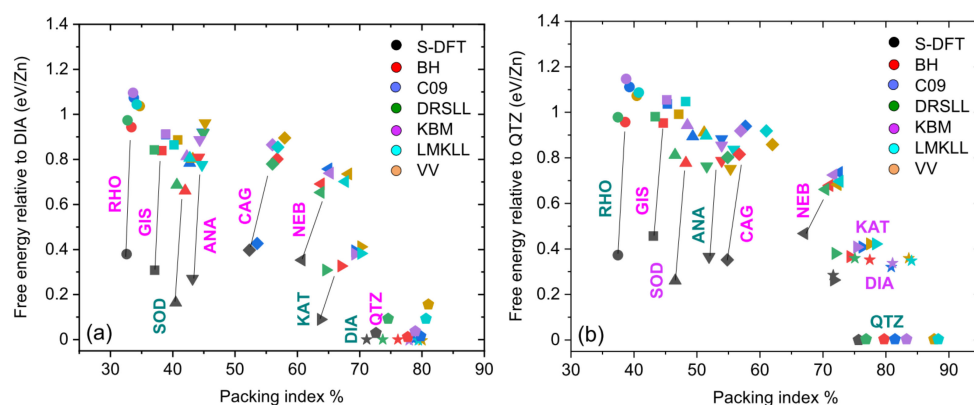 Free energy relative to DIA (eV/Zn)
1.4
1.2
1
0.8
0.6
0.4
0.2
0
30 40 50 60 70 80 90
Packing index %
(a)
RHO
GIS
SOD
ANA
CAG
NEB
KAT
DIA
QTZ
S-DFT
BH
C09
DRSLL
KBM
LMKLL
VV
Free energy relative to QTZ (eV/Zn)
1.4
1.2
1
0.8
0.6
0.4
0.2
0
30 40 50 60 70 80 90
Packing index %
(b)
RHO
GIS
SOD
ANA
CAG
NEB
KAT
DIA
QTZ
S-DFT
BH
C09
DRSLL
KBM
LMKLL
VV